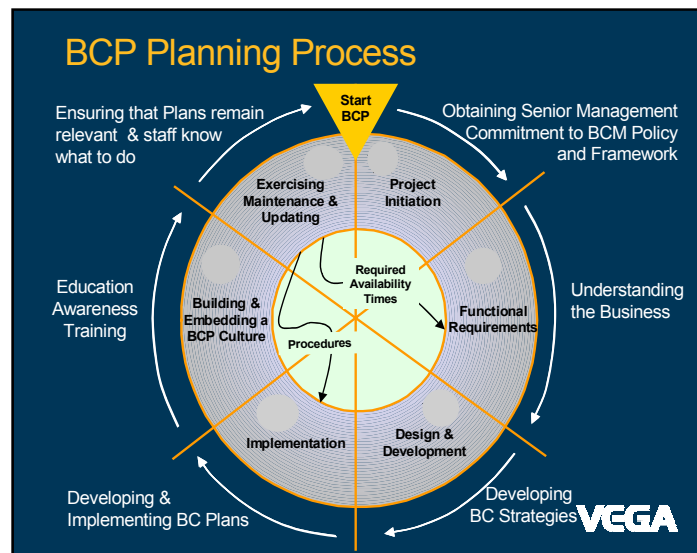 BCP Planning Process
Start
BCP
Ensuring that Plans remain
relevant & staff know
what to do
Obtaining Senior Management
Commitment to BCM Policy
and Framework
Exercising
Maintenance &
Updating
Project
Initiation
Required
Availability
Times
Education
Awareness
Training
Building &
Embedding a
BCP Culture
Functional
Requirements
Understanding
the Business
Procedures
Implementation
Design &
Development
Developing &
Implementing BC Plans
Developing
BC Strategies
VEGA